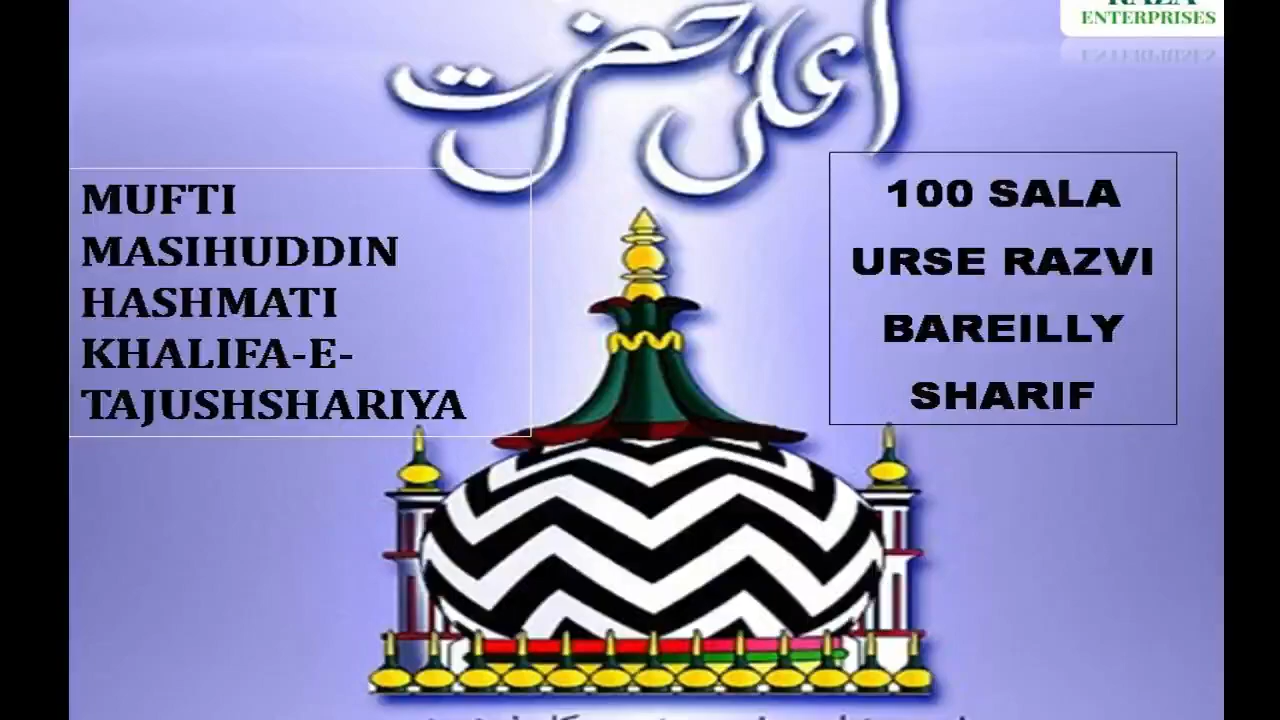 اعلیٰ حضرت
ENTERPRISES
MUFTI
MASIHUDDIN
HASHMATI
KHALIFA-E-
TAJUSHSHARIYA
100 SALA
URSE RAZVI
BAREILLY
SHARIF